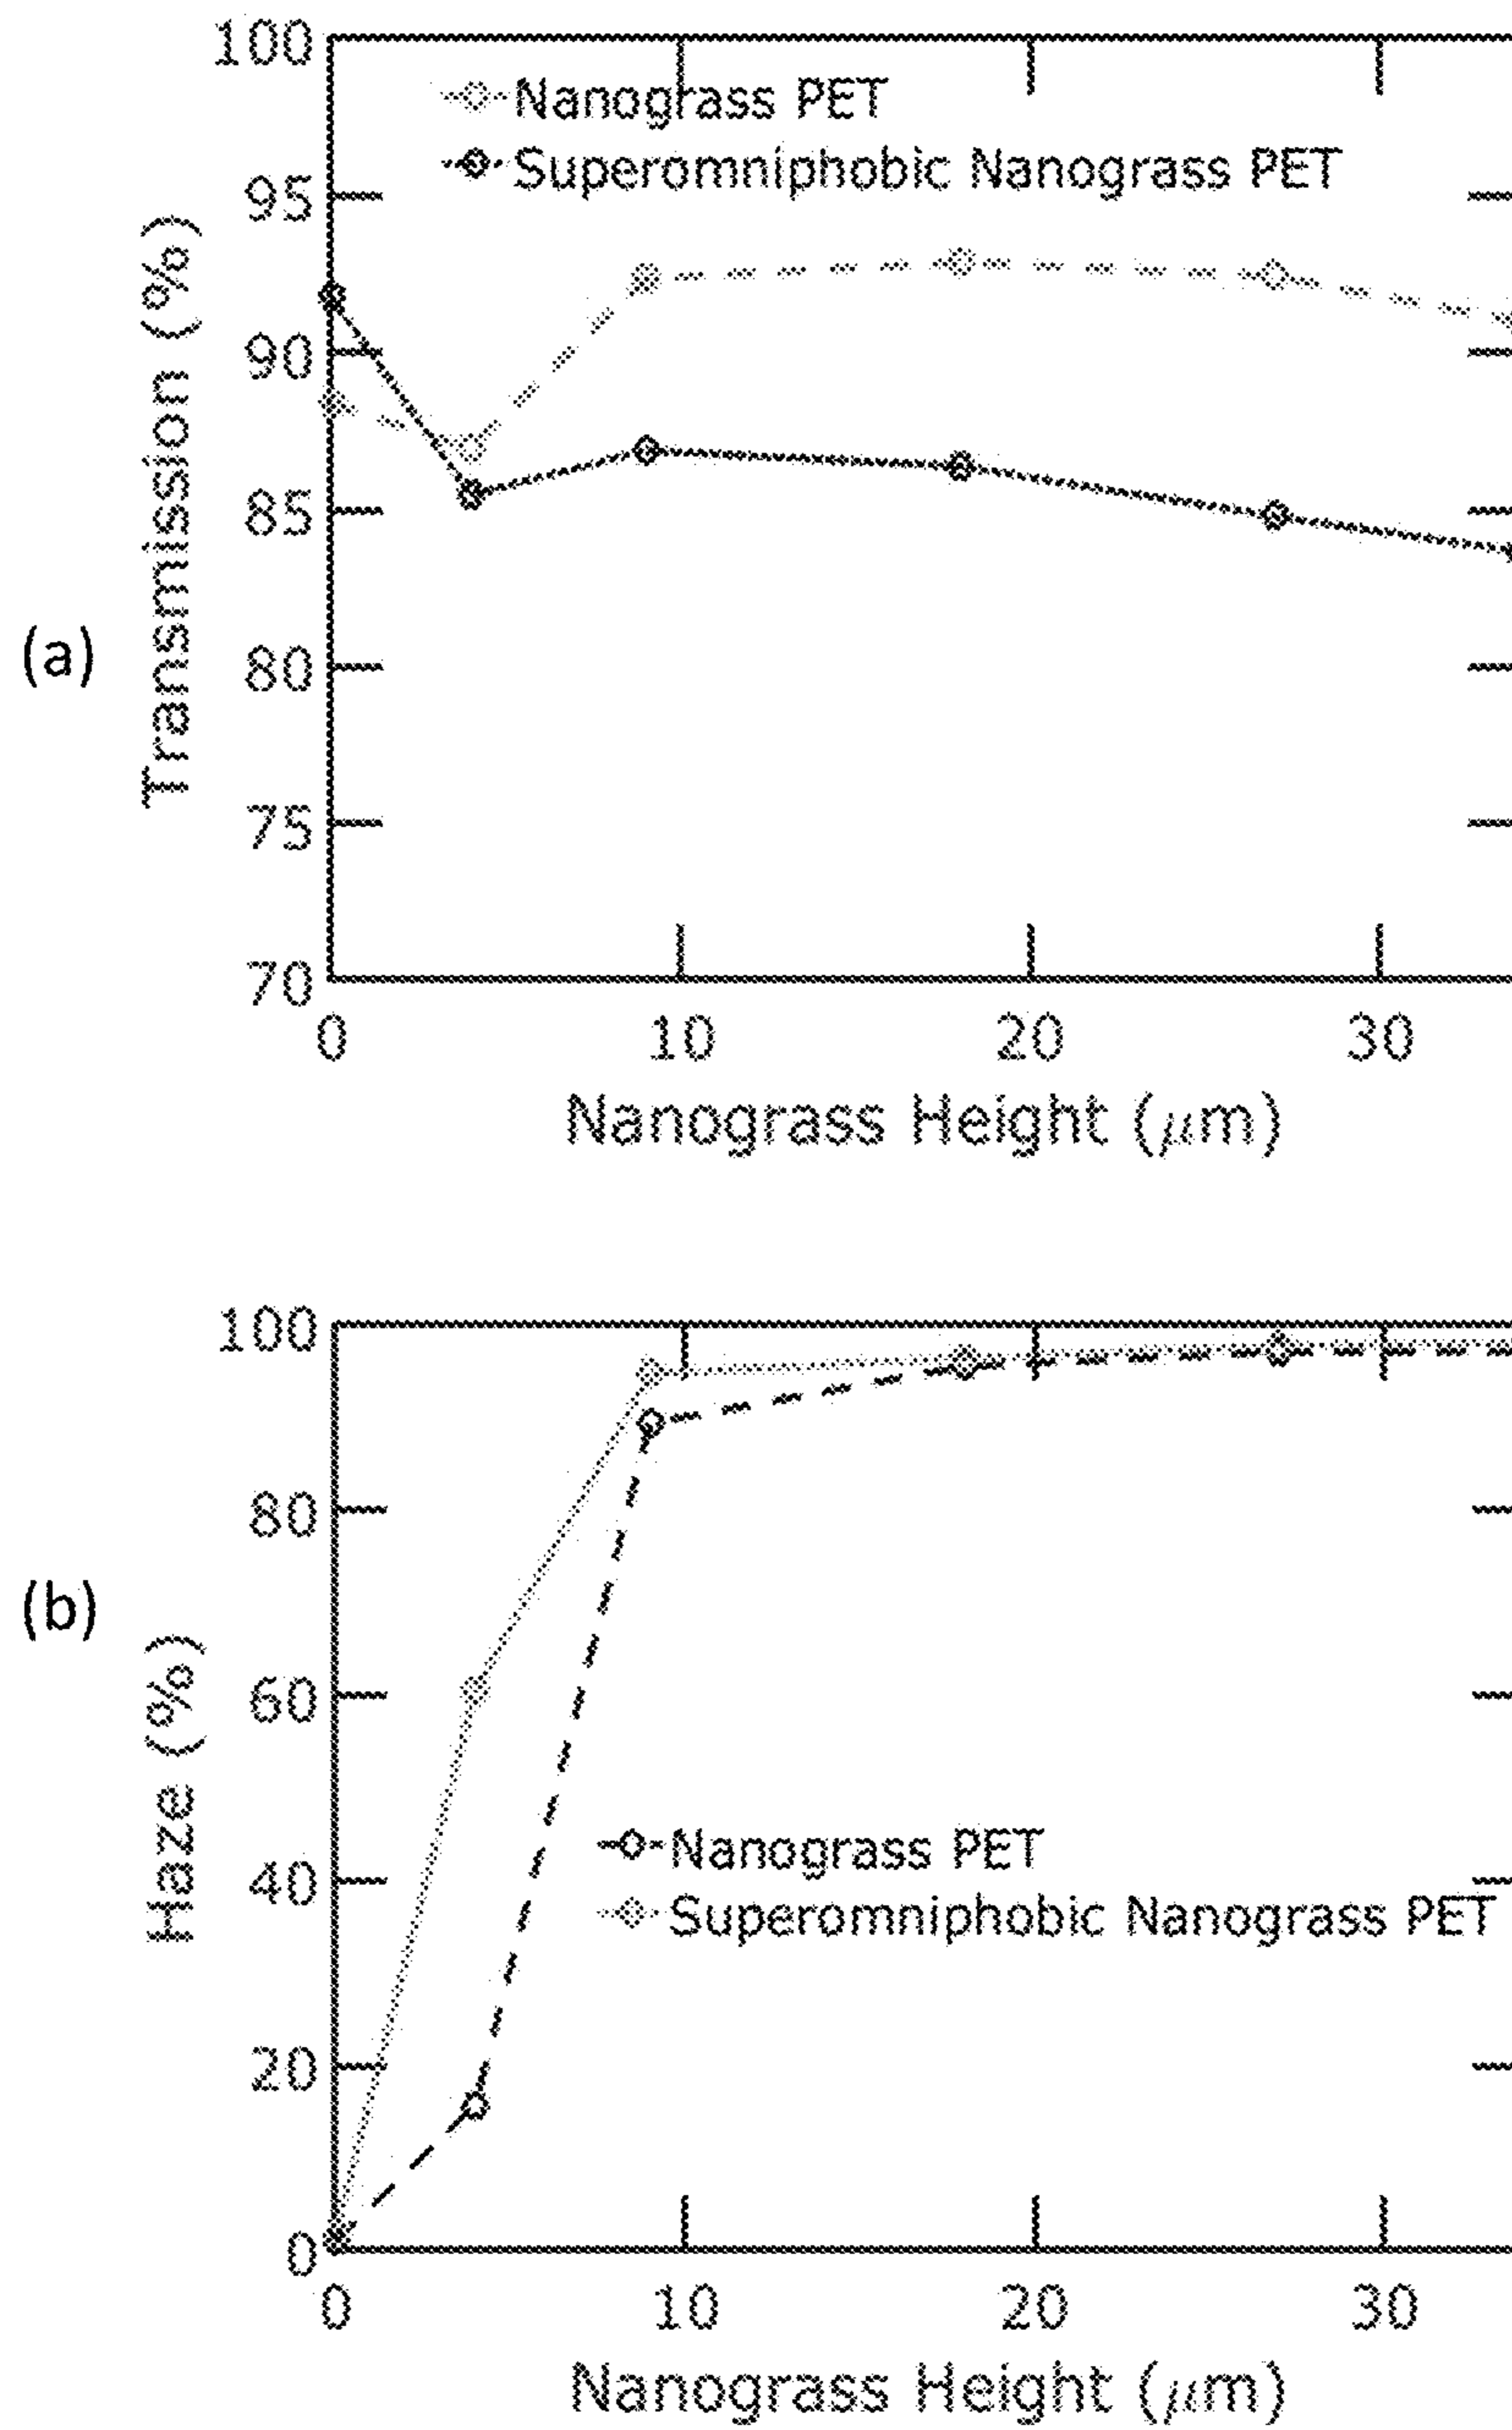 100
Nanograss PET
Superomniphobic Nanograss PET
95
90
85
80
75
70
Transmission (%)
(a)
0 10 20 30
Nanograss Height (μm)
100
80
60
40
20
0
Haze (%)
(b)
Nanograss PET
Superomniphobic Nanograss PET
0 10 20 30
Nanograss Height (μm)